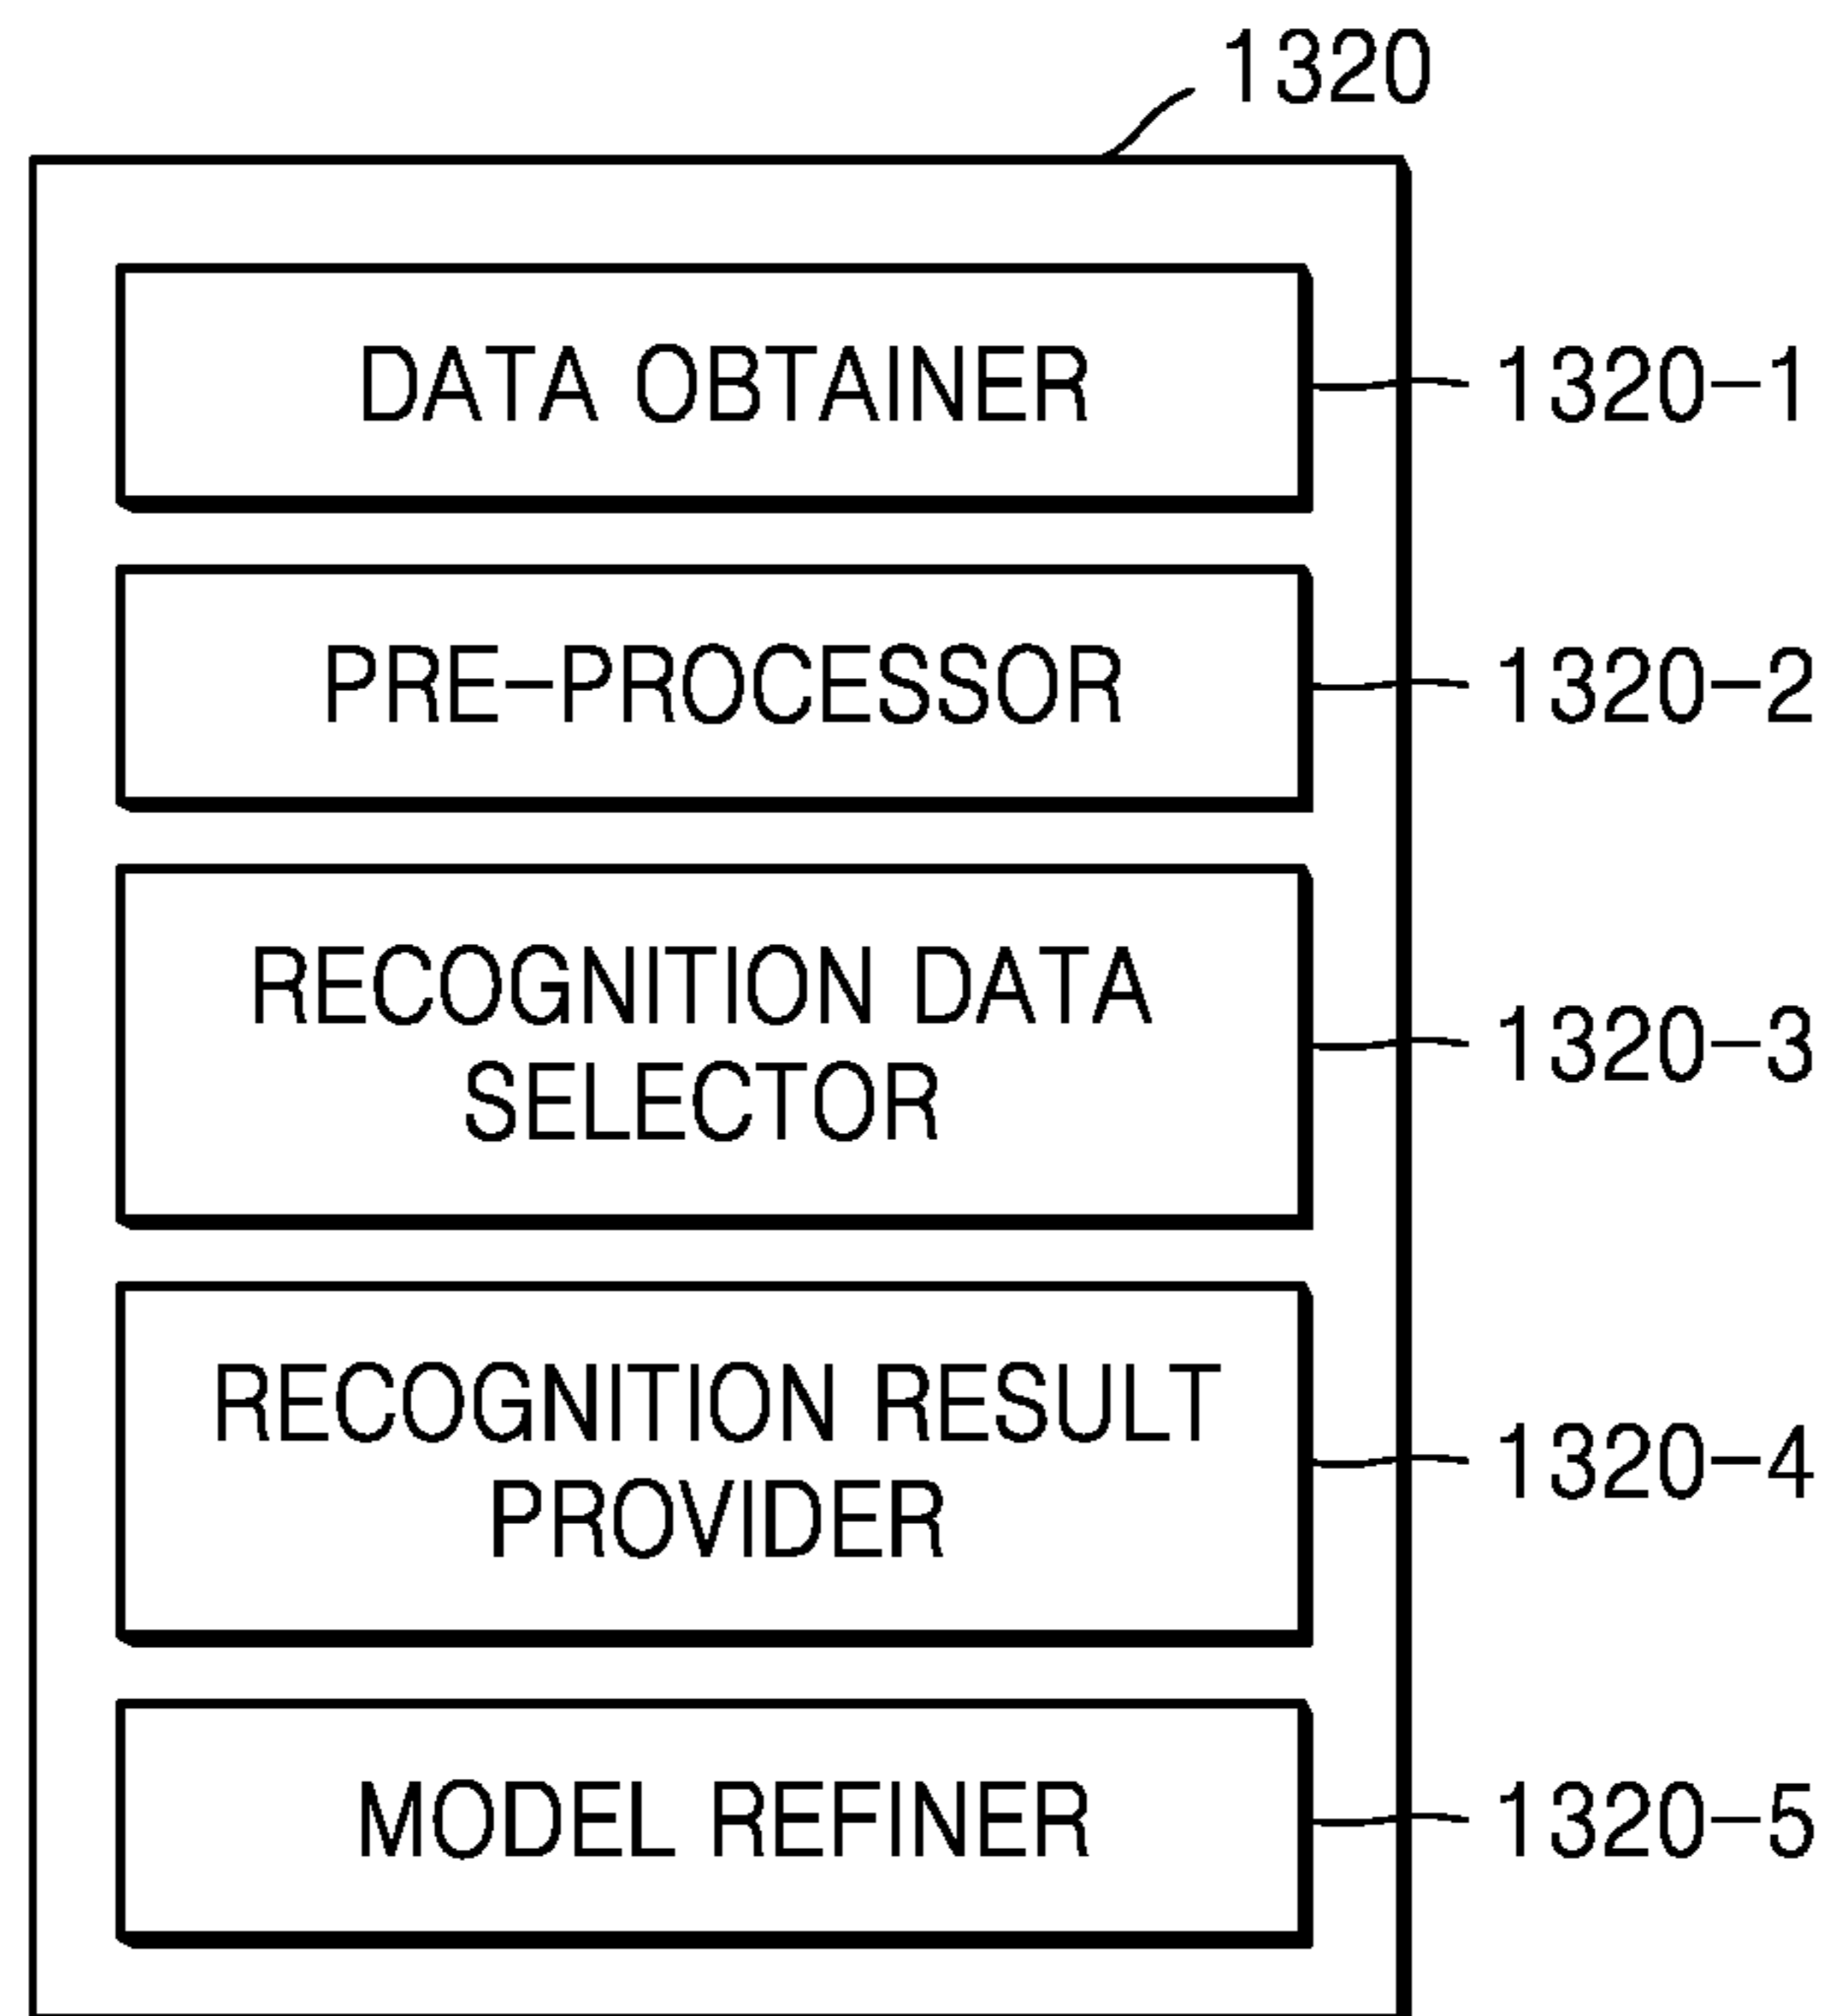 1320
DATA OBTAINER
1320-1
PRE-PROCESSOR
1320-2
RECOGNITION DATA
SELECTOR
1320-3
RECOGNITION RESULT
PROVIDER
1320-4
MODEL REFINER
1320-5